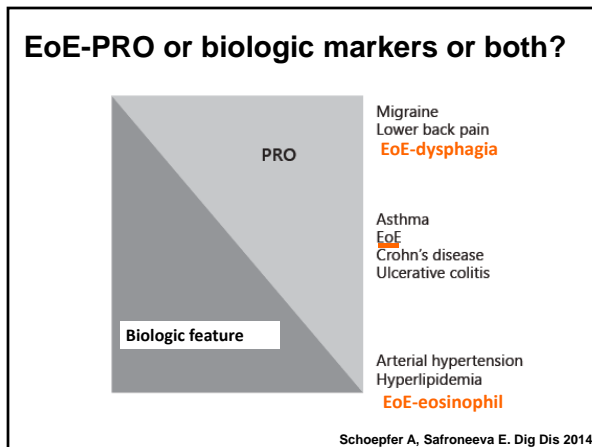 EoE-PRO or biologic markers or both?
Migraine
Lower back pain
EoE-dysphagia
PRO
Asthma
EoE
Crohn's disease
Ulcerative colitis
Biologic feature
Arterial hypertension
Hyperlipidemia
EoE-eosinophil
Schoepfer A, Safroneeva E. Dig Dis 2014